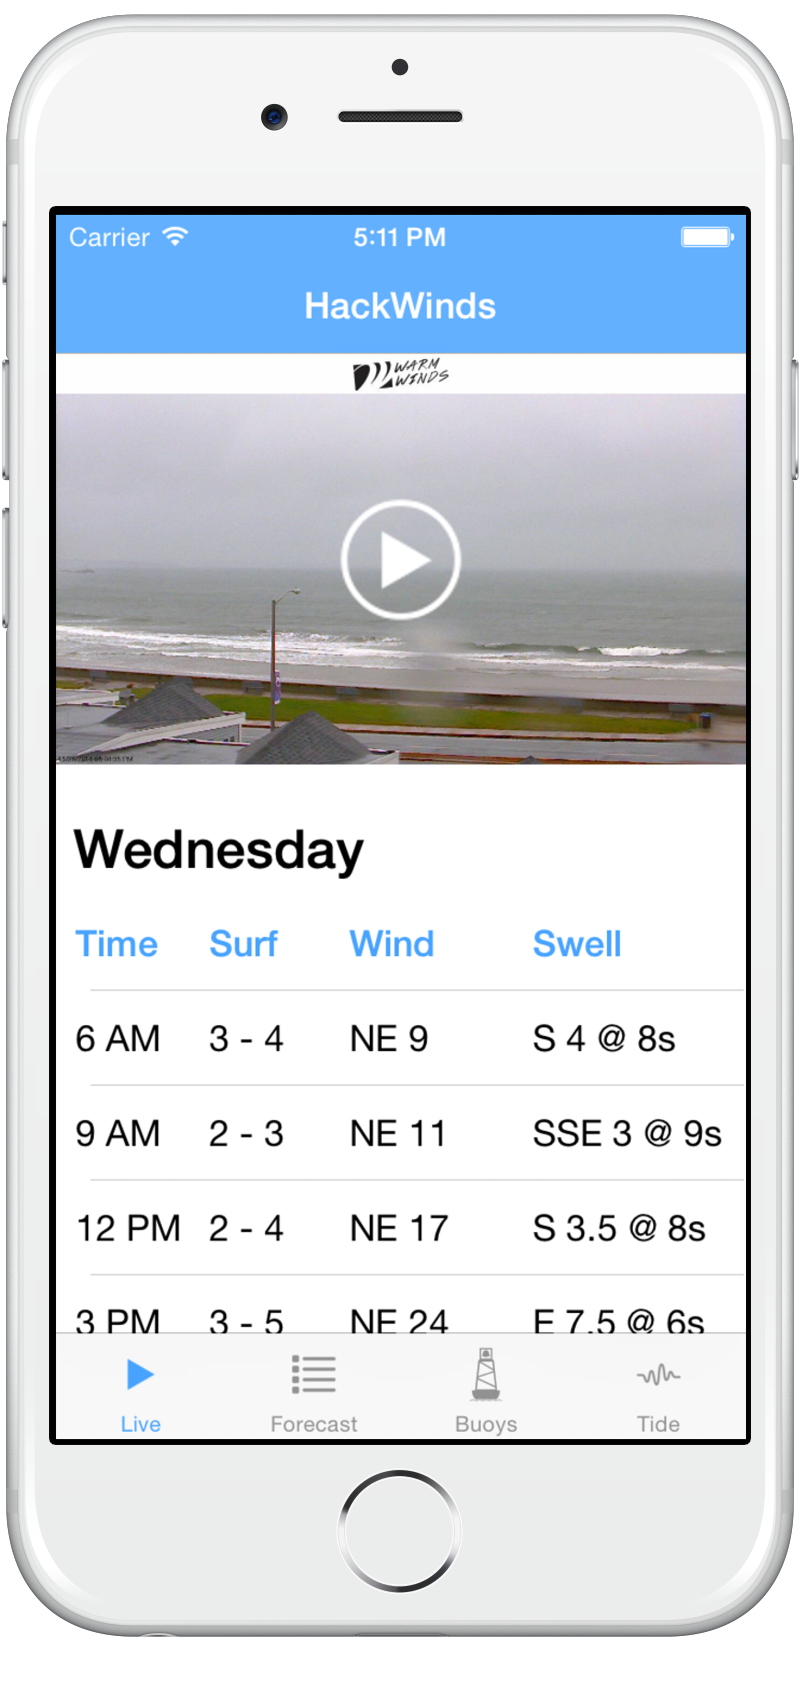 Carrier 5:11 PM
HackWinds
WARM
WINDS
Wednesday
Time Surf Wind Swell
6 AM 3 - 4 NE 9 S 4 @ 8s
9 AM 2 - 3 NE 11 SSE 3 @ 9s
12 PM 2 - 4 NE 17 S 3.5 @ 8s
3 PM 3 - 5 NE 24 E 7.5 @ 6s
Live Forecast Buoys Tide